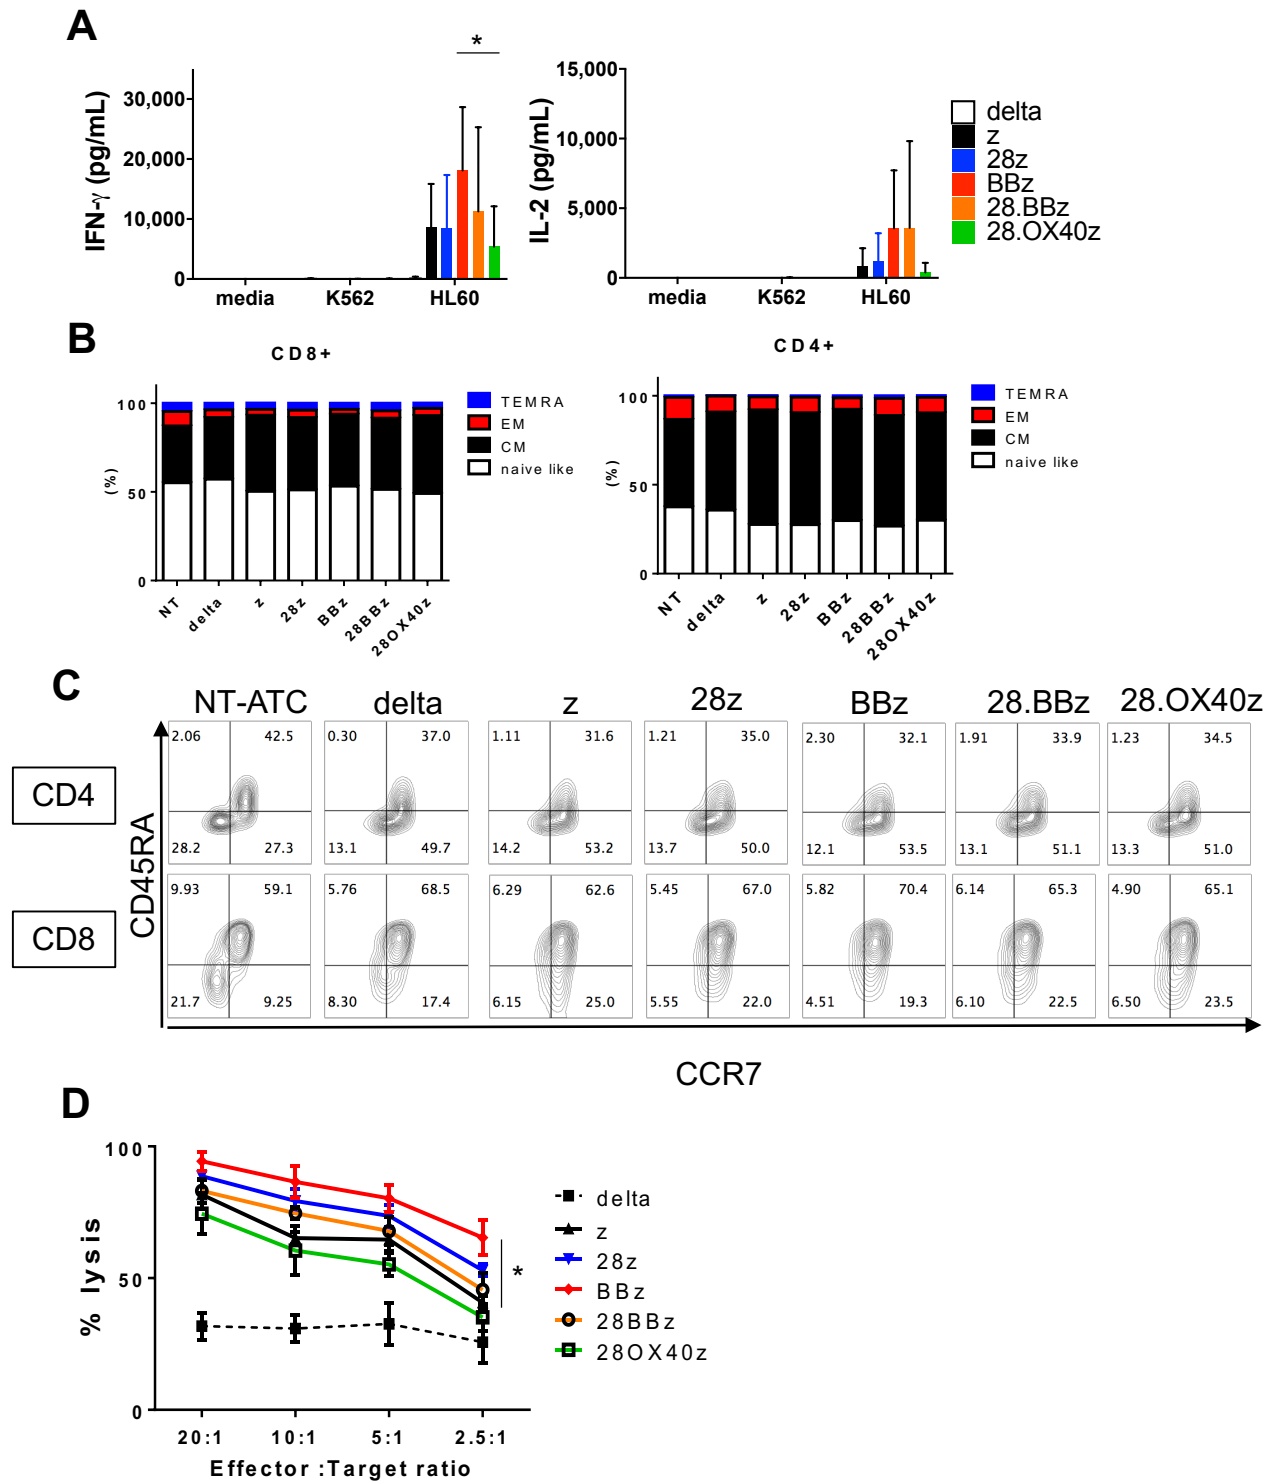 A
*
IFN-γ (pg/mL)
30,000
20,000
10,000
0
media K562 HL60
IL-2 (pg/mL)
15,000
10,000
5,000
0
media K562 HL60
delta
z
28z
BBz
28.BBz
28.OX40z
B
CD8+
(%)
100
50
0
NT delta z 28z BBz 28BBz 28OX40z
TEMRA
EM
CM
naive like
CD4+
(%)
100
50
0
NT delta z 28z BBz 28BBz 28OX40z
TEMRA
EM
CM
naive like
C
NT-ATC delta z 28z BBz 28.BBz 28.OX40z
CD4
2.06 42.5 0.30 37.0 1.11 31.6 1.21 35.0 2.30 32.1 1.91 33.9 1.23 34.5
28.2 27.3 13.1 49.7 14.2 53.2 13.7 50.0 12.1 53.5 13.1 51.1 13.3 51.0
CD45RA
CD8
9.93 59.1 5.76 68.5 6.29 62.6 5.45 67.0 5.82 70.4 6.14 65.3 4.90 65.1
21.7 9.25 8.30 17.4 6.15 25.0 5.55 22.0 4.51 19.3 6.10 22.5 6.50 23.5
CCR7
D
% lysis
100
50
0
20:1 10:1 5:1 2.5:1
Effector :Target ratio
*
delta
z
28z
BBz
28BBz
28OX40z